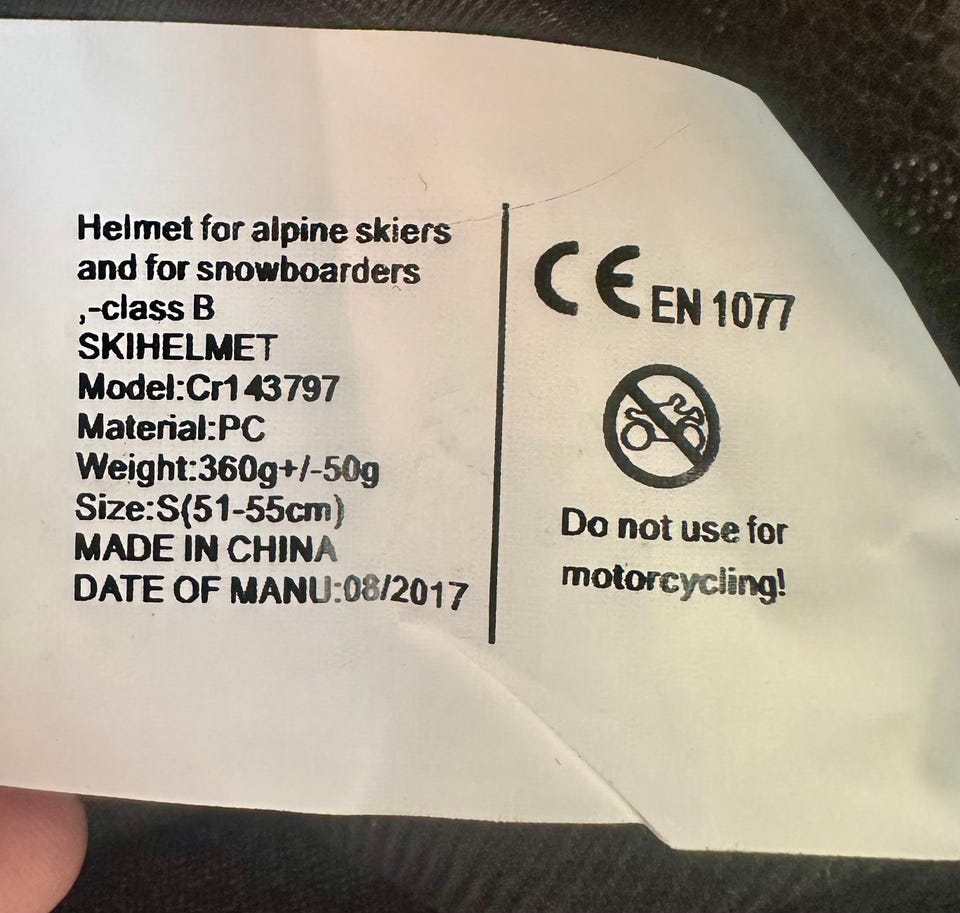 Helmet for alpine skiers
and for snowboarders
,-class B
SKIHELMET
Model:Cr143797
Material:PC
Weight:360g+/-50g
Size:S(51-55cm)
MADE IN CHINA
DATE OF MANU:08/2017
CE EN 1077
Do not use for
motorcycling!